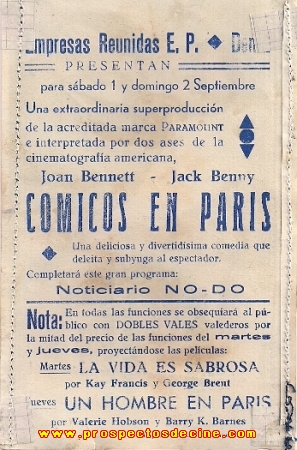 Empresas Reunidas E. P.
PRESENTAN
para sábado 1 y domingo 2 Septiembre
Una extraordinaria superproducción
de la acreditada marca PARAMOUNT
e interpretada por dos ases de la
cinematografía americana,
Joan Bennett - Jack Benny
COMICOS EN PARIS
Una deliciosa y divertidísima comedia que
deleita y subyuga al espectador.
Completará este gran programa:
Noticiario NO-DO
Nota: En todas las funciones se obsequiará al pú-
blico con DOBLES VALES valederos por
la mitad del precio de las funciones del martes
y jueves, proyectándose las películas:
Martes LA VIDA ES SABROSA
por Kay Francis y George Brent
Jueves UN HOMBRE EN PARIS
por Valerie Hobson y Barry K. Barnes
www.prospectosdecine.com